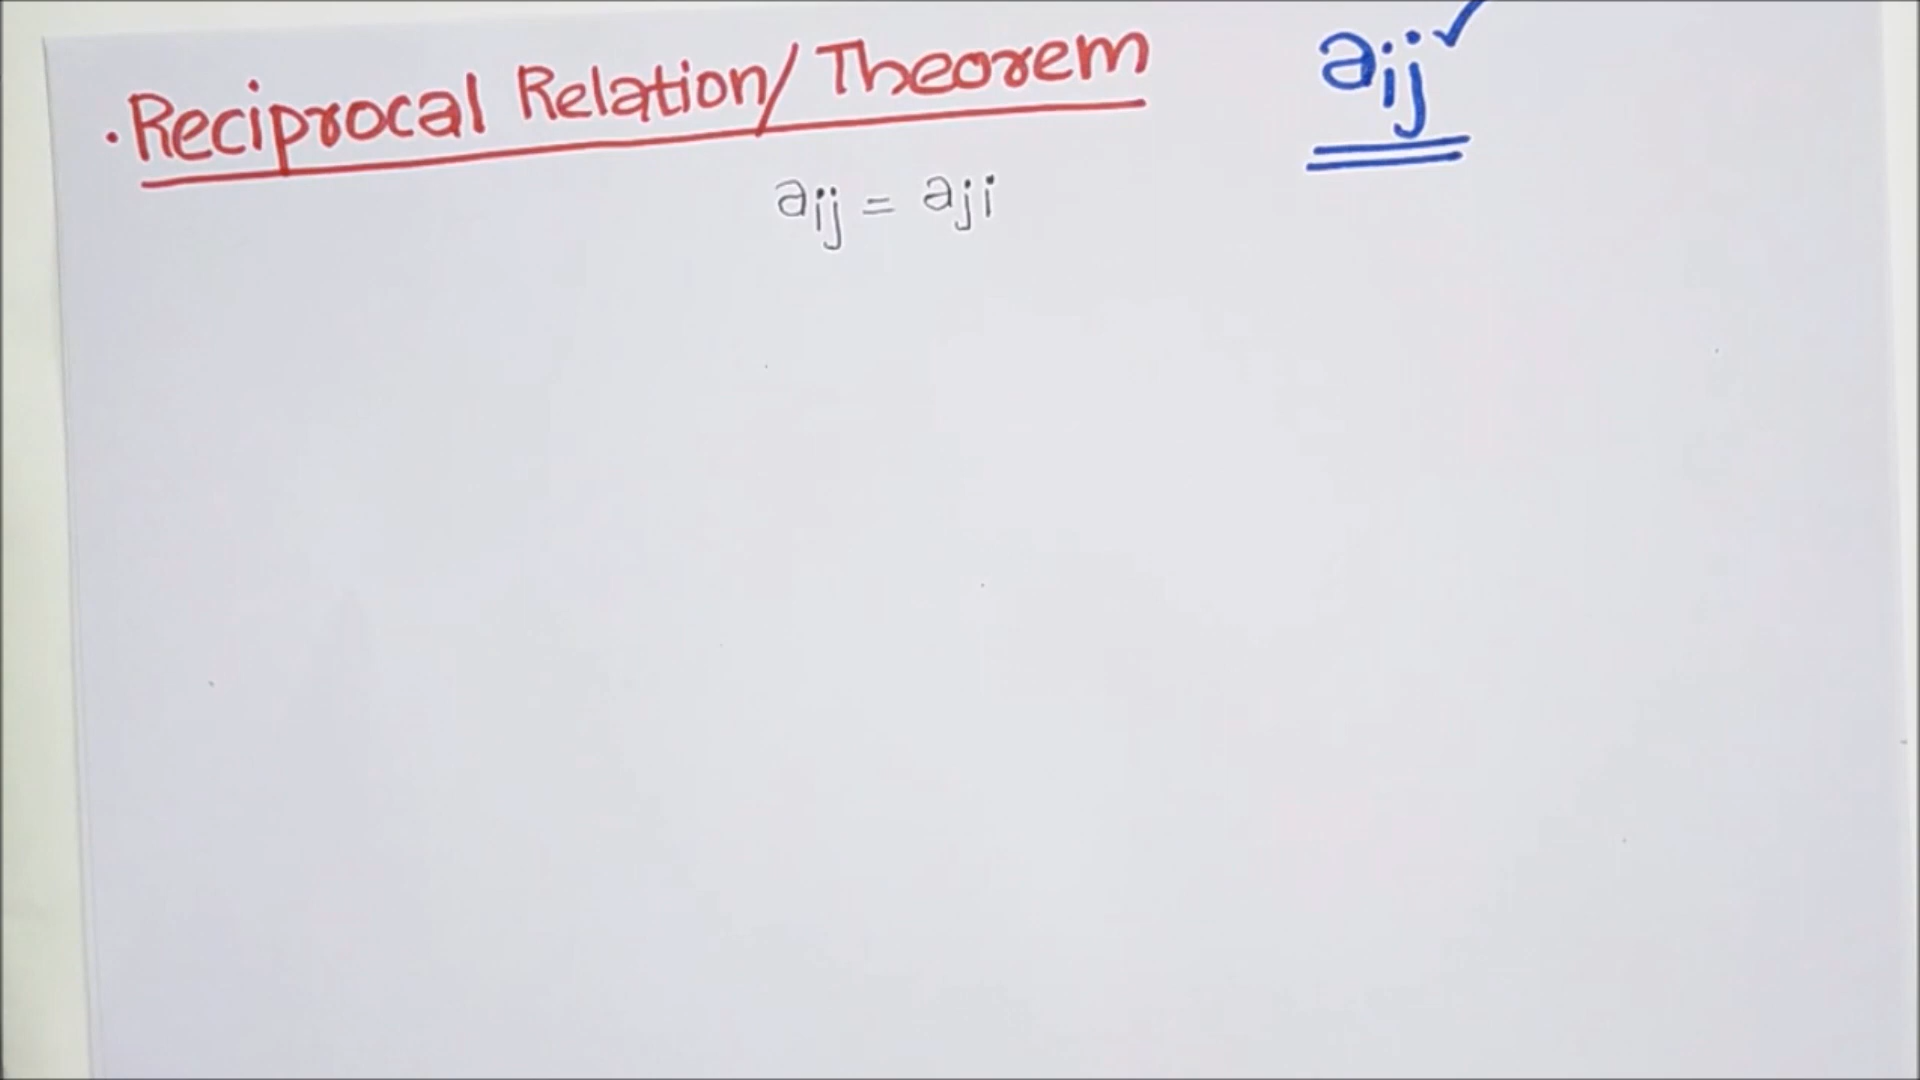 · Reciprocal Relation/Theorem
aij ✓
aij = aji